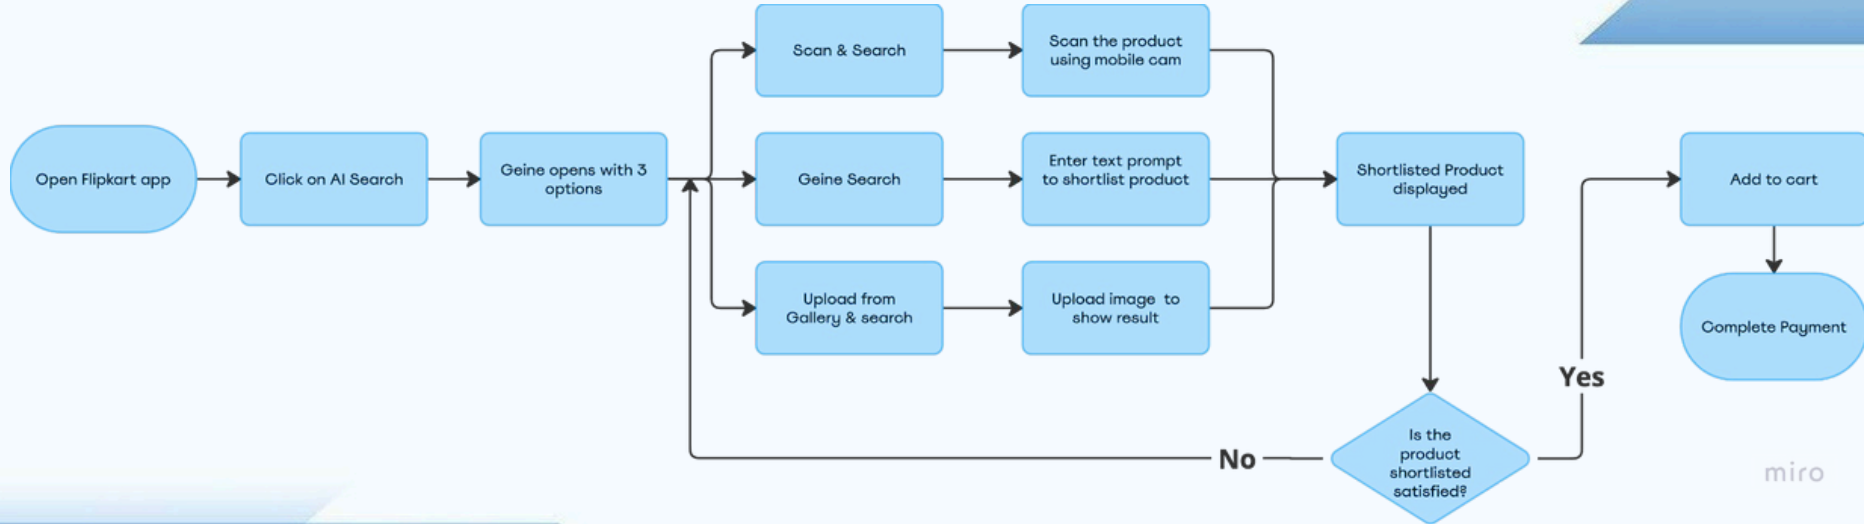 Open Flipkart app
Click on AI Search
Geine opens with 3
options
Scan & Search
Scan the product
using mobile cam
Geine Search
Enter text prompt
to shortlist product
Upload from
Gallery & search
Upload image to
show result
Shortlisted Product
displayed
Is the
product
shortlisted
satisfied?
No
Yes
Add to cart
Complete Payment
miro